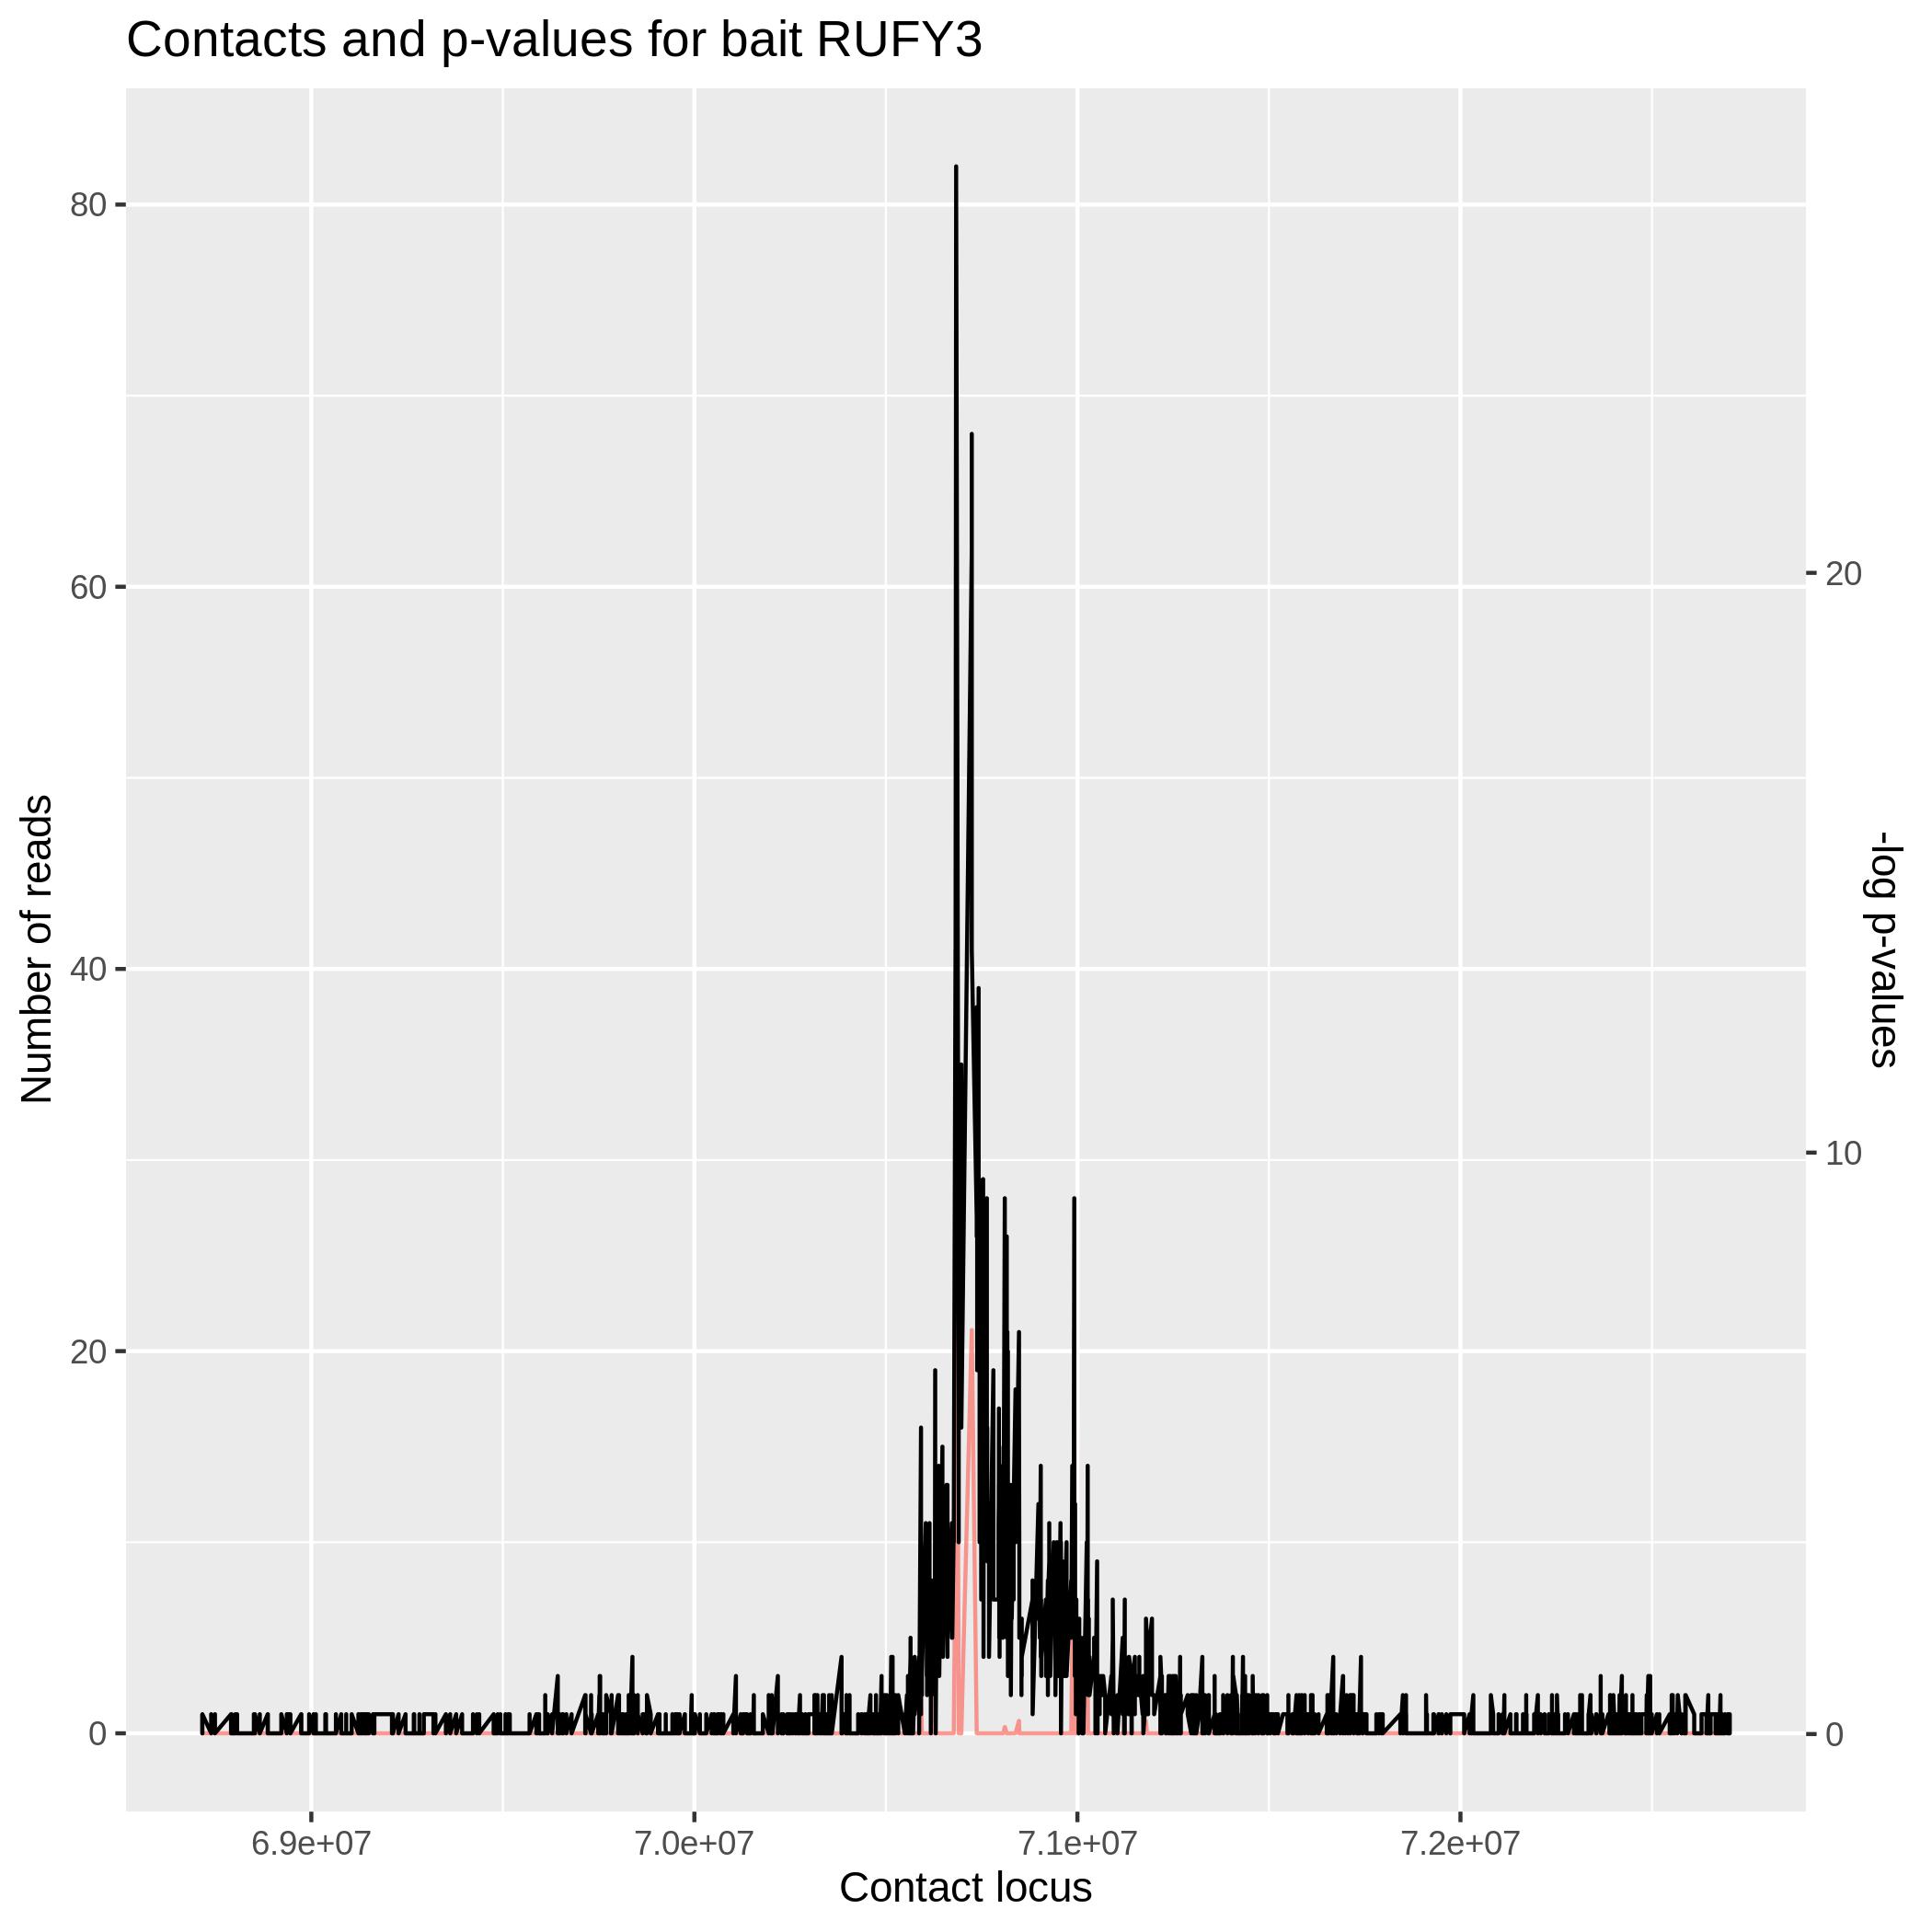 Contacts and p-values for bait RUFY3
80
60
40
20
0
Number of reads
20
10
0
-log p-values
6.9e+07
7.0e+07
7.1e+07
7.2e+07
Contact locus